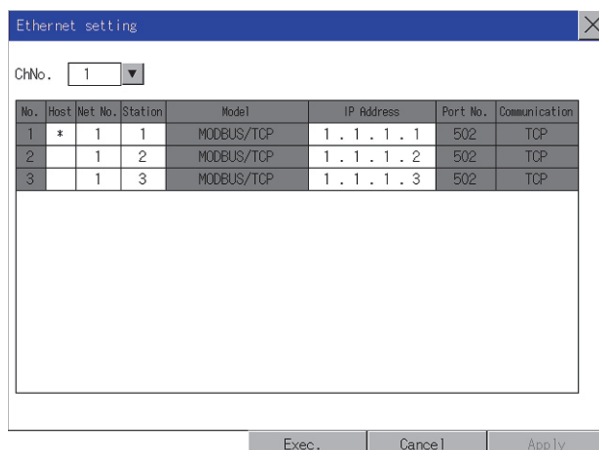 Ethernet setting
ChNo. 1
No. Host Net No. Station Model IP Address Port No. Communication
1 * 1 1 MODBUS/TCP 1 . 1 . 1 . 1 502 TCP
2 1 2 MODBUS/TCP 1 . 1 . 1 . 2 502 TCP
3 1 3 MODBUS/TCP 1 . 1 . 1 . 3 502 TCP
Exec. Cancel Apply